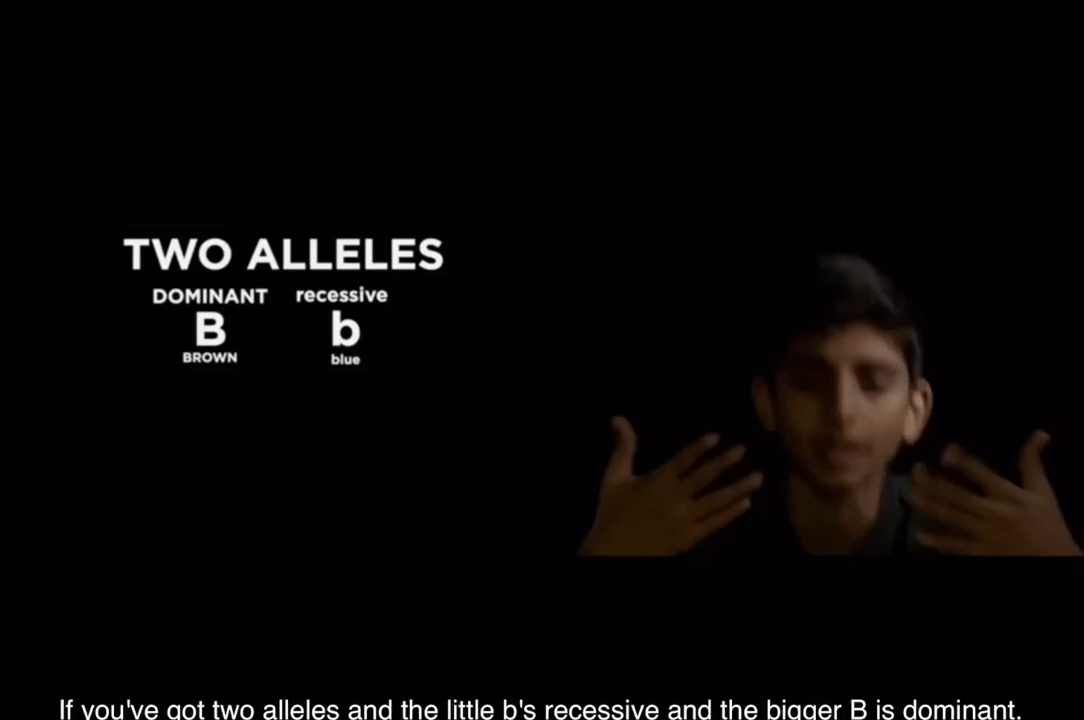 TWO ALLELES
DOMINANT recessive
B b
BROWN blue
If you've got two alleles and the little b's recessive and the bigger B is dominant,